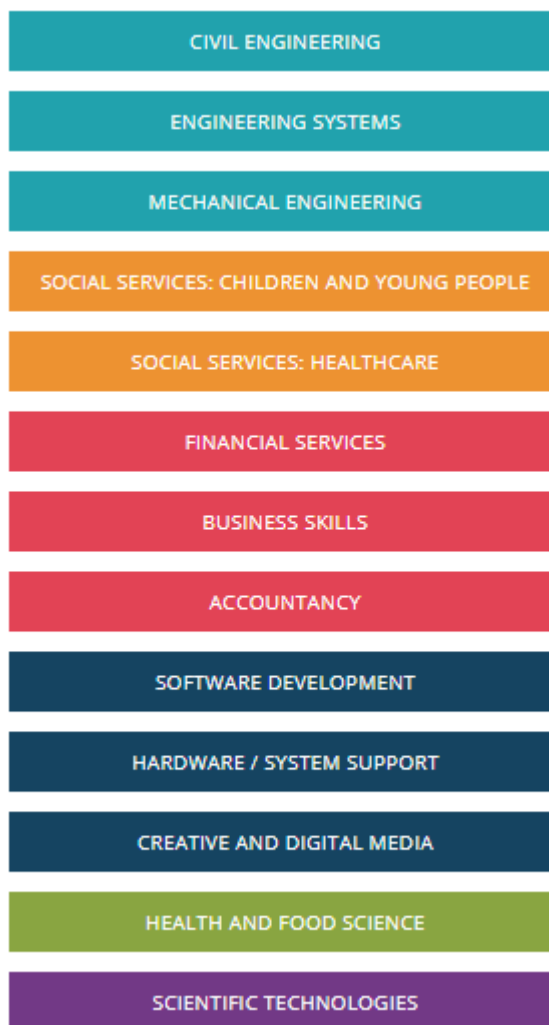 CIVIL ENGINEERING
ENGINEERING SYSTEMS
MECHANICAL ENGINEERING
SOCIAL SERVICES: CHILDREN AND YOUNG PEOPLE
SOCIAL SERVICES: HEALTHCARE
FINANCIAL SERVICES
BUSINESS SKILLS
ACCOUNTANCY
SOFTWARE DEVELOPMENT
HARDWARE / SYSTEM SUPPORT
CREATIVE AND DIGITAL MEDIA
HEALTH AND FOOD SCIENCE
SCIENTIFIC TECHNOLOGIES